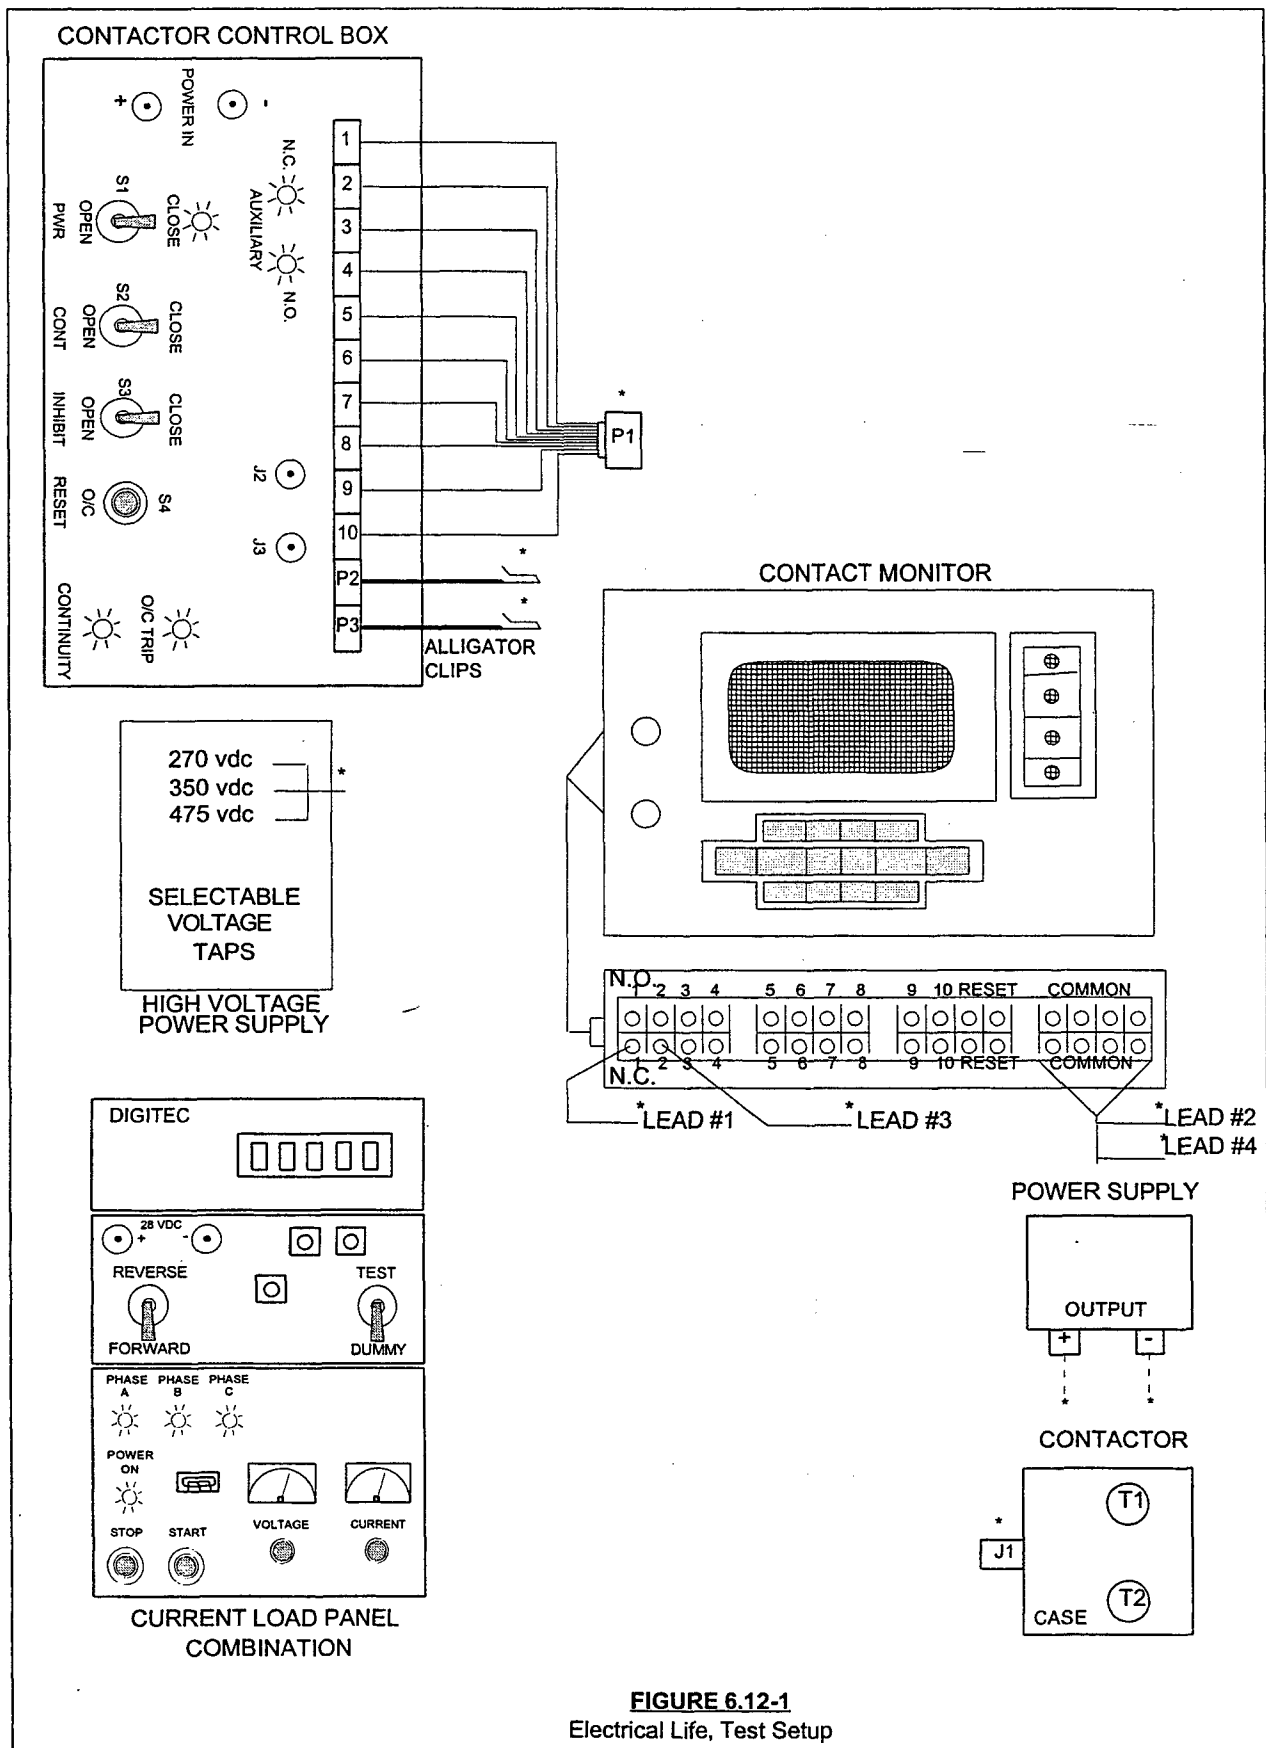 CONTACTOR CONTROL BOX
+
POWER IN
-
S1
OPEN
CLOSE
PWR
N.C.
AUXILIARY
N.O.
S2
OPEN
CLOSE
CONT
S3
OPEN
CLOSE
INHIBIT
S4
O/C
RESET
J2
J3
CONTINUITY
O/C TRIP
1
2
3
4
5
6
7
8
9
10
P2
P3
*
P1
*
*
ALLIGATOR
CLIPS
CONTACT MONITOR
270 vdc
350 vdc
475 vdc
*
SELECTABLE
VOLTAGE
TAPS
HIGH VOLTAGE
POWER SUPPLY
N.O.
1 2 3 4 5 6 7 8 9 10 RESET COMMON
1 2 3 4 5 6 7 8 9 10 RESET COMMON
N.C.
*LEAD #1
*LEAD #3
*LEAD #2
*LEAD #4
DIGITEC
28 VDC
+ -
REVERSE
FORWARD
TEST
DUMMY
PHASE A
PHASE B
PHASE C
POWER
ON
STOP
START
VOLTAGE
CURRENT
CURRENT LOAD PANEL
COMBINATION
POWER SUPPLY
OUTPUT
+ -
* *
CONTACTOR
*
J1
T1
T2
CASE
FIGURE 6.12-1
Electrical Life, Test Setup